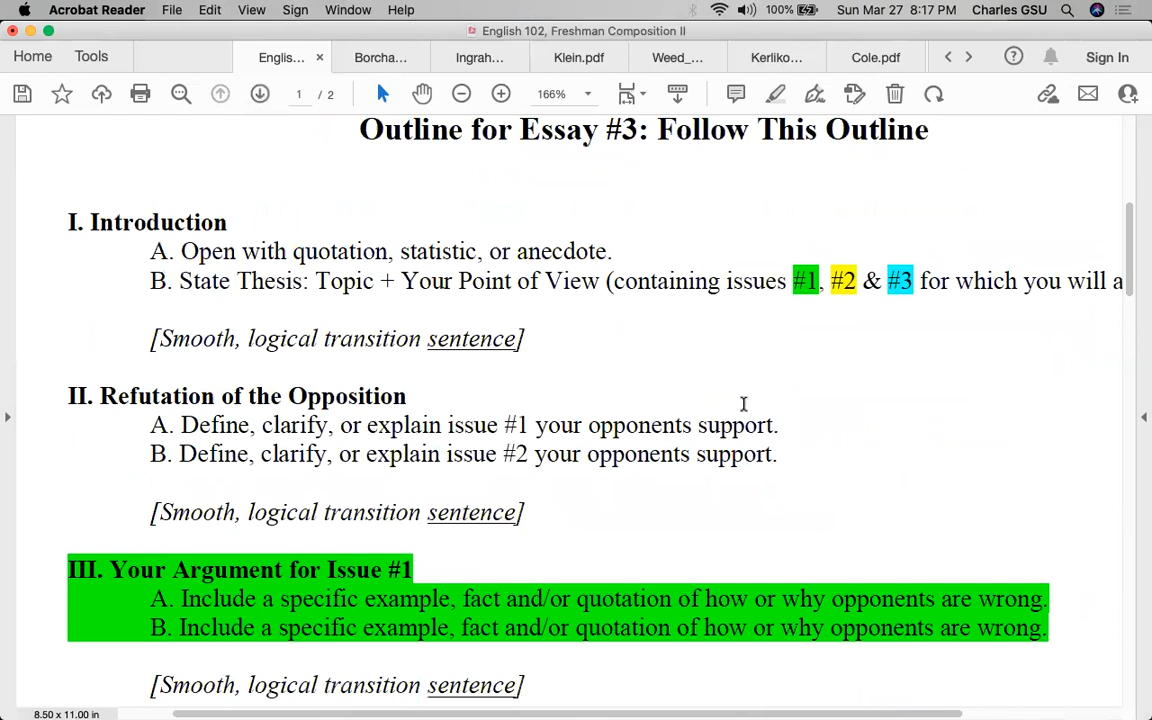 Acrobat Reader File Edit View Sign Window Help 100% Sun Mar 27 8:17 PM Charles GSU
English 102, Freshman Composition II
Home Tools Englis... × Borcha... Ingrah... Klein.pdf Weed_... Kerliko... Cole.pdf ? Sign In
1 / 2 166%
Outline for Essay #3: Follow This Outline
I. Introduction
A. Open with quotation, statistic, or anecdote.
B. State Thesis: Topic + Your Point of View (containing issues #1, #2 & #3 for which you will a
[Smooth, logical transition sentence]
II. Refutation of the Opposition
A. Define, clarify, or explain issue #1 your opponents support.
B. Define, clarify, or explain issue #2 your opponents support.
[Smooth, logical transition sentence]
III. Your Argument for Issue #1
A. Include a specific example, fact and/or quotation of how or why opponents are wrong.
B. Include a specific example, fact and/or quotation of how or why opponents are wrong.
[Smooth, logical transition sentence]
8.50 x 11.00 in